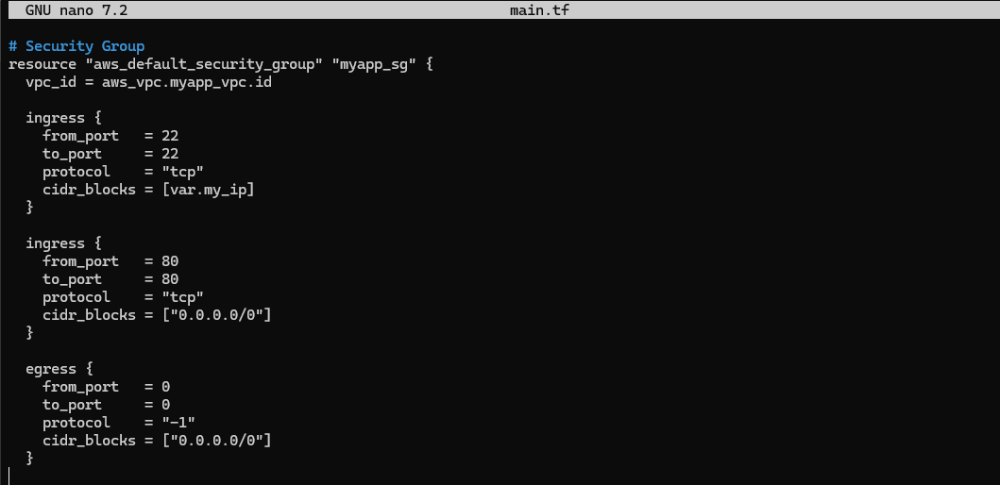 GNU nano 7.2 main.tf
# Security Group
resource "aws_default_security_group" "myapp_sg" {
  vpc_id = aws_vpc.myapp_vpc.id

  ingress {
    from_port   = 22
    to_port     = 22
    protocol    = "tcp"
    cidr_blocks = [var.my_ip]
  }

  ingress {
    from_port   = 80
    to_port     = 80
    protocol    = "tcp"
    cidr_blocks = ["0.0.0.0/0"]
  }

  egress {
    from_port   = 0
    to_port     = 0
    protocol    = "-1"
    cidr_blocks = ["0.0.0.0/0"]
  }